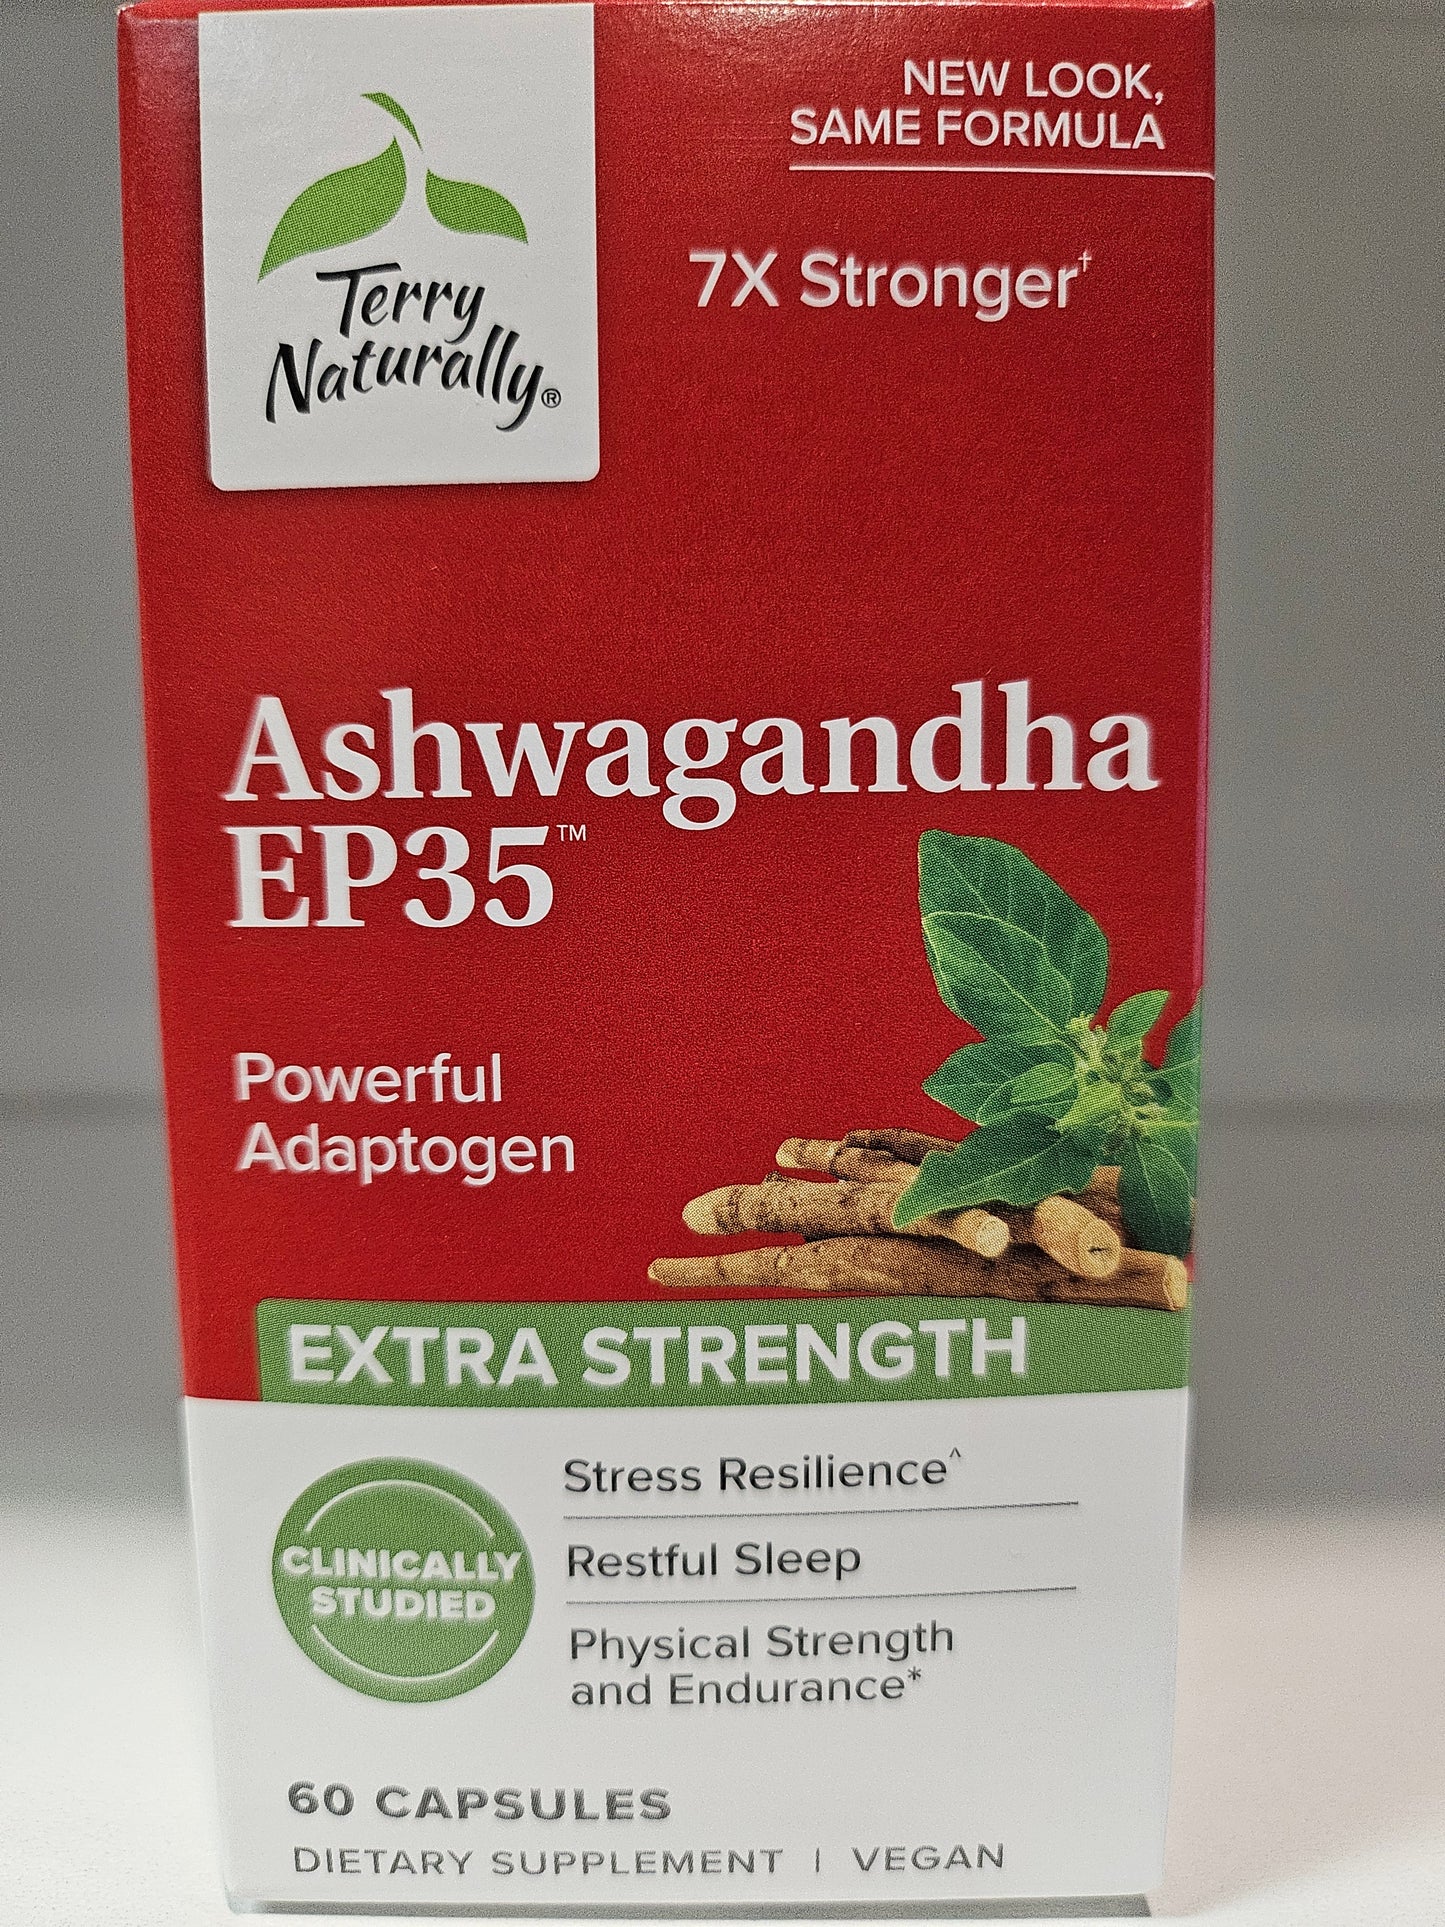 Terry
Naturally®
NEW LOOK,
SAME FORMULA
7X Stronger†
Ashwagandha
EP35™
Powerful
Adaptogen
EXTRA STRENGTH
CLINICALLY
STUDIED
Stress Resilience^
Restful Sleep
Physical Strength
and Endurance*
60 CAPSULES
DIETARY SUPPLEMENT | VEGAN